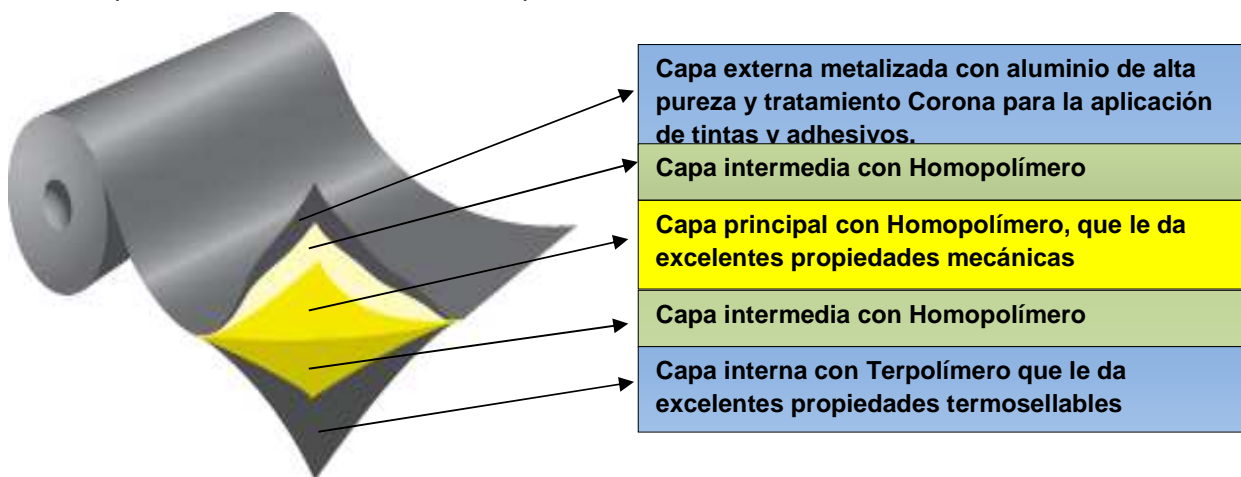 Capa externa metalizada con aluminio de alta
pureza y tratamiento Corona para la aplicación
de tintas y adhesivos.
Capa intermedia con Homopolímero
Capa principal con Homopolímero, que le da
excelentes propiedades mecánicas
Capa intermedia con Homopolímero
Capa interna con Terpolímero que le da
excelentes propiedades termosellables